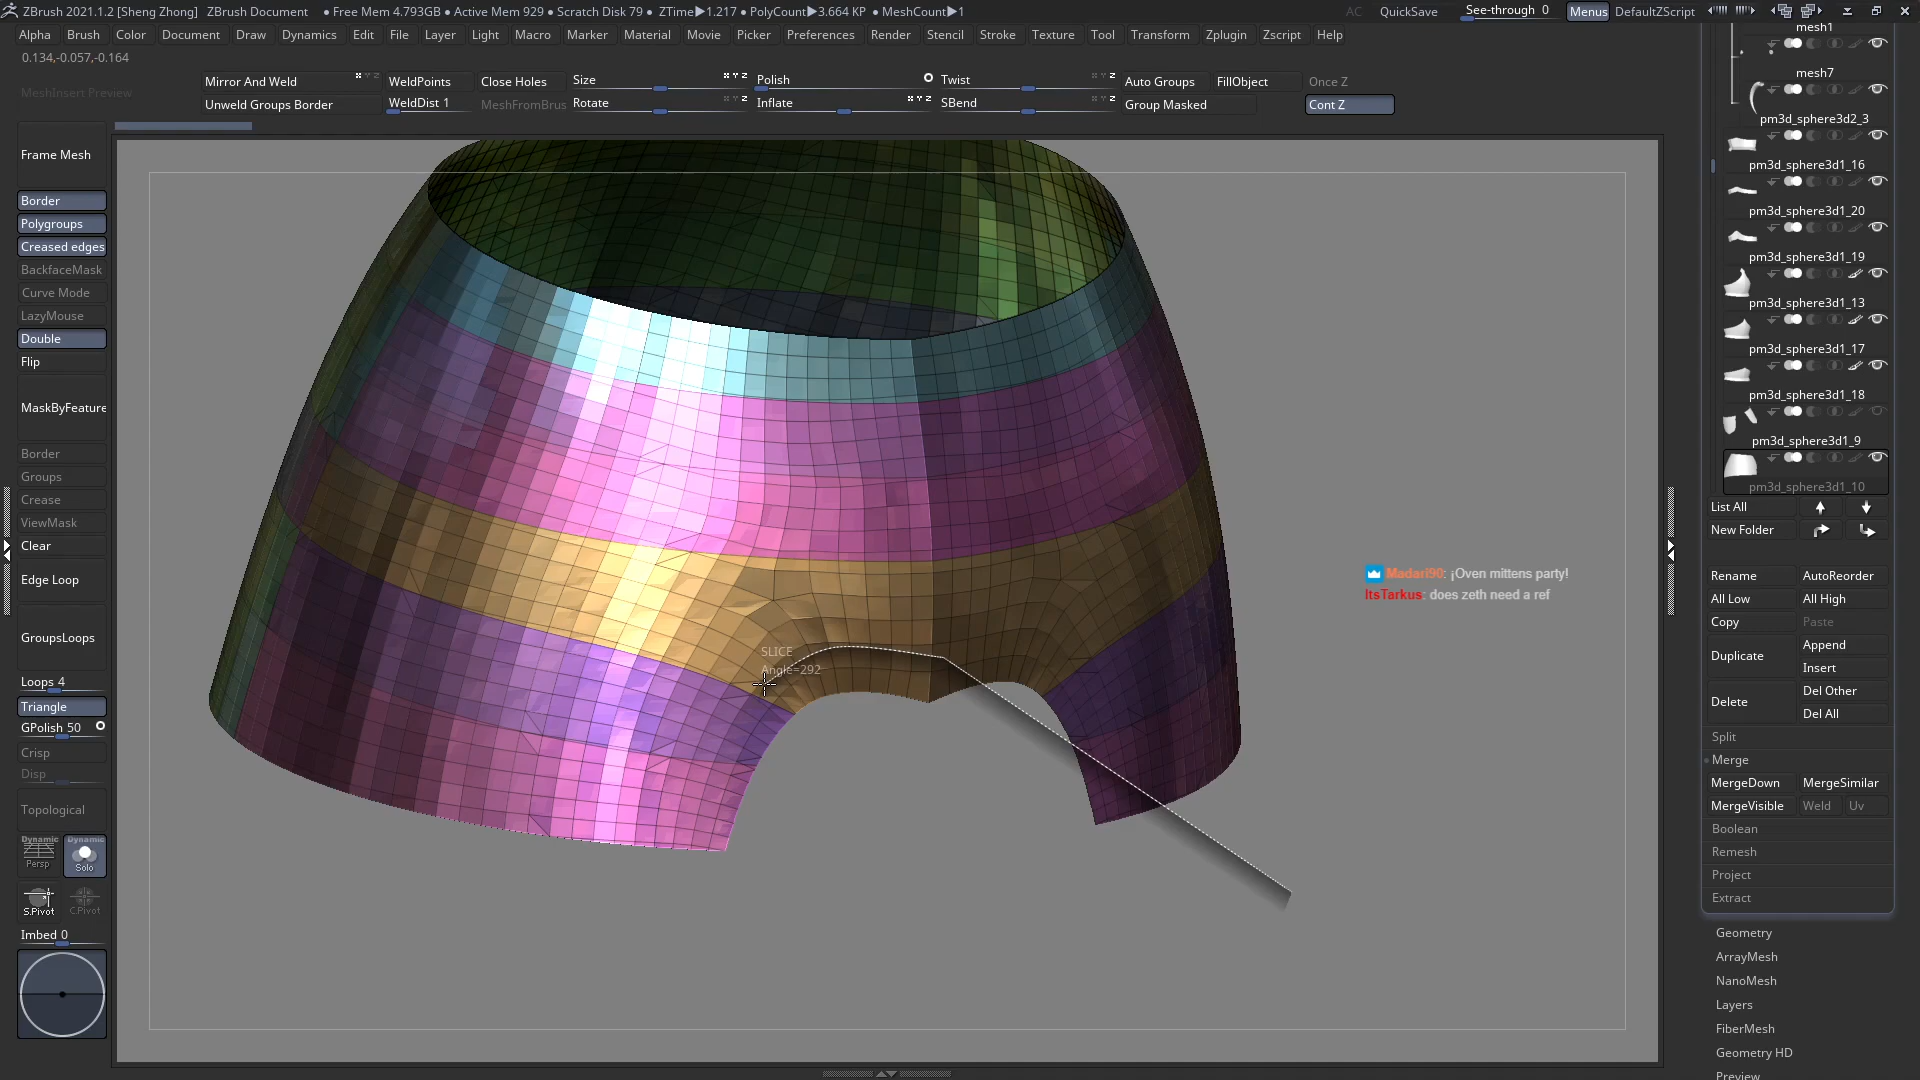 ZBrush 2021.1.2 [Sheng Zhong] ZBrush Document • Free Mem 4.793GB • Active Mem 929 • Scratch Disk 79 • ZTime▶1.217 • PolyCount▶3.664 KP • MeshCount▶1 AC QuickSave See-through 0 Menus DefaultZScript
Alpha Brush Color Document Draw Dynamics Edit File Layer Light Macro Marker Material Movie Picker Preferences Render Stencil Stroke Texture Tool Transform Zplugin Zscript Help
0.134,-0.057,-0.164
MeshInsert Preview
Mirror And Weld WeldPoints Close Holes Size Polish Twist Auto Groups FillObject Once Z
Unweld Groups Border WeldDist 1 MeshFromBrus Rotate Inflate SBend Group Masked Cont Z
Frame Mesh
Border
Polygroups
Creased edges
BackfaceMask
Curve Mode
LazyMouse
Double
Flip
MaskByFeature
Border
Groups
Crease
ViewMask
Clear
Edge Loop
GroupsLoops
Loops 4
Triangle
GPolish 50
Crisp
Disp
Topological
Dynamic
Persp
Dynamic
Solo
S.Pivot
C.Pivot
Imbed 0
SLICE
Angle=292
Madari90: ¡Oven mittens party!
ItsTarkus: does zeth need a ref
mesh1
mesh7
pm3d_sphere3d2_3
pm3d_sphere3d1_16
pm3d_sphere3d1_20
pm3d_sphere3d1_19
pm3d_sphere3d1_13
pm3d_sphere3d1_17
pm3d_sphere3d1_18
pm3d_sphere3d1_9
pm3d_sphere3d1_10
List All
New Folder
Rename AutoReorder
All Low All High
Copy Paste
Duplicate Append
Insert
Delete Del Other
Del All
Split
Merge
MergeDown MergeSimilar
MergeVisible Weld Uv
Boolean
Remesh
Project
Extract
Geometry
ArrayMesh
NanoMesh
Layers
FiberMesh
Geometry HD
Preview